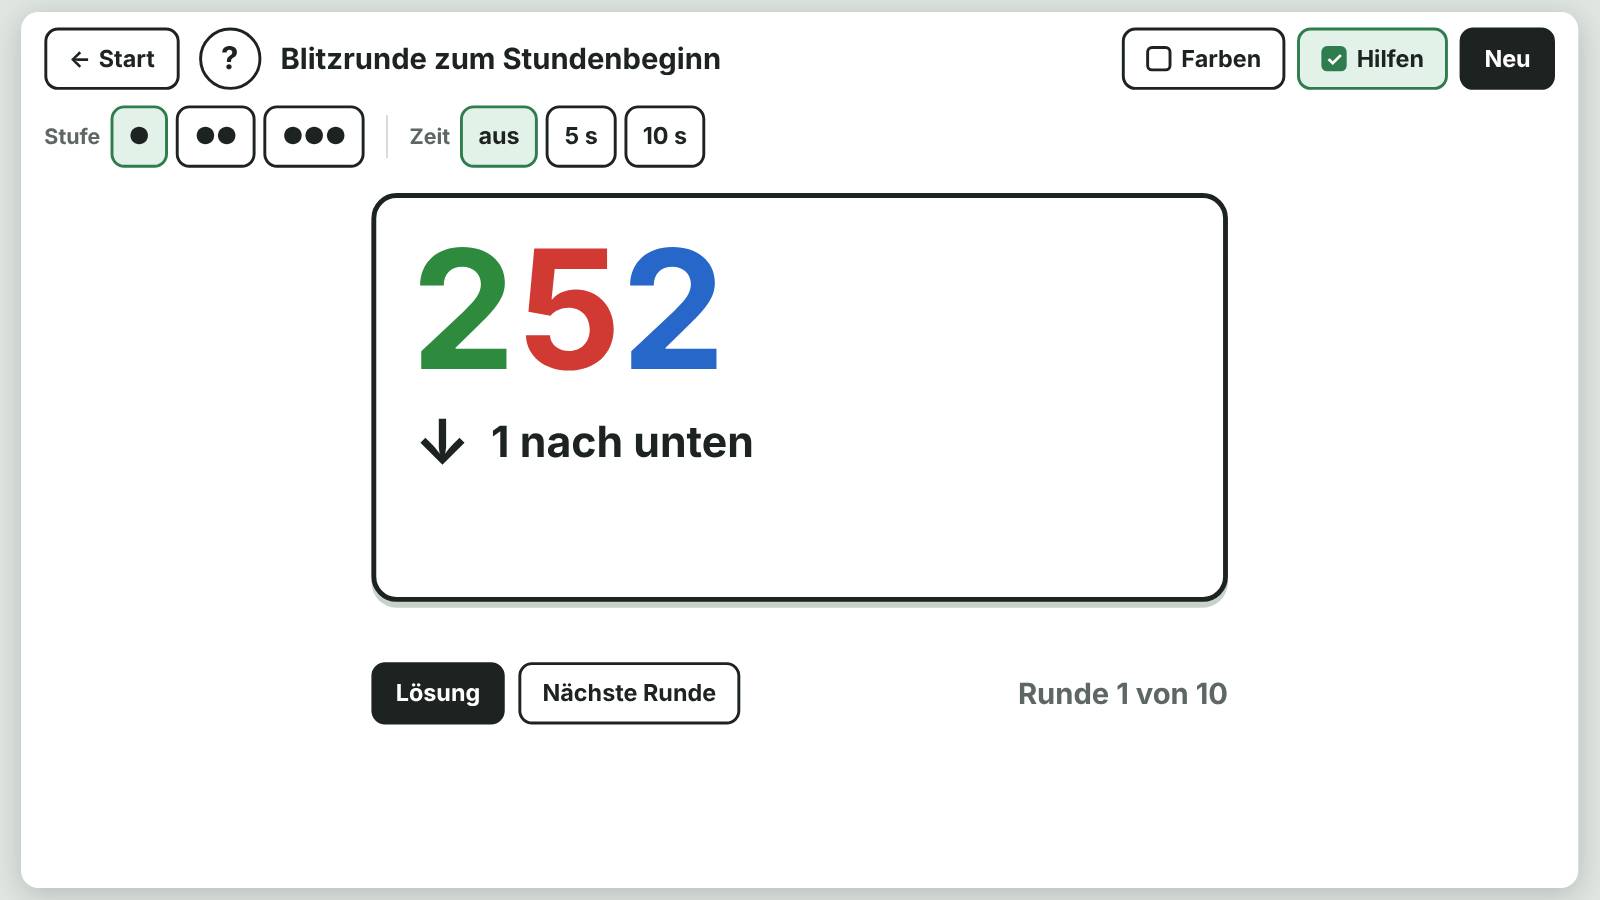 ← Start
?
Blitzrunde zum Stundenbeginn
Farben
Hilfen
Neu
Stufe
Zeit
aus
5 s
10 s
252
↓ 1 nach unten
Lösung
Nächste Runde
Runde 1 von 10